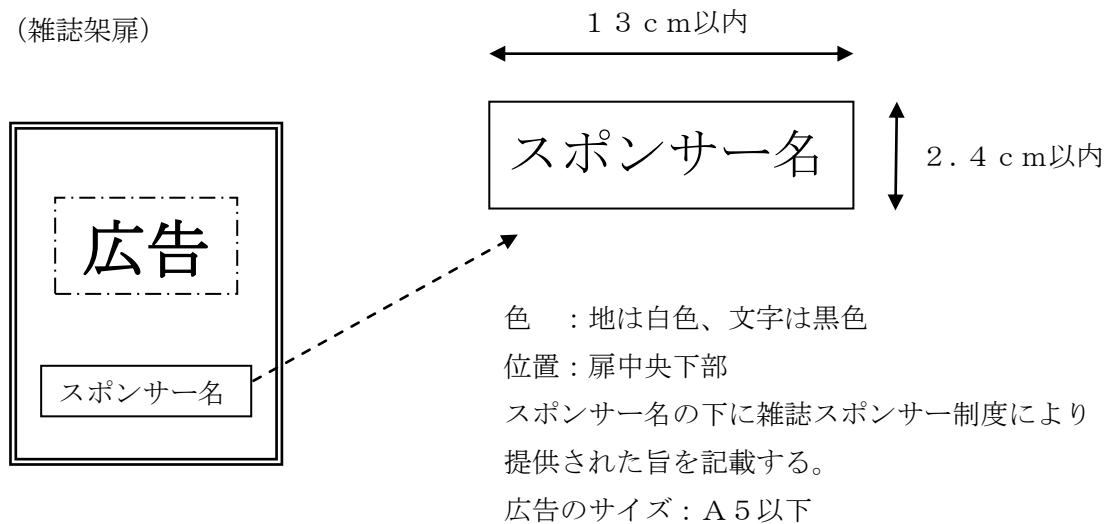 (雑誌架扉)
13cm以内
スポンサー名
2.4cm以内
広告
スポンサー名
色　:地は白色、文字は黒色
位置:扉中央下部
スポンサー名の下に雑誌スポンサー制度により
提供された旨を記載する。
広告のサイズ:A5以下